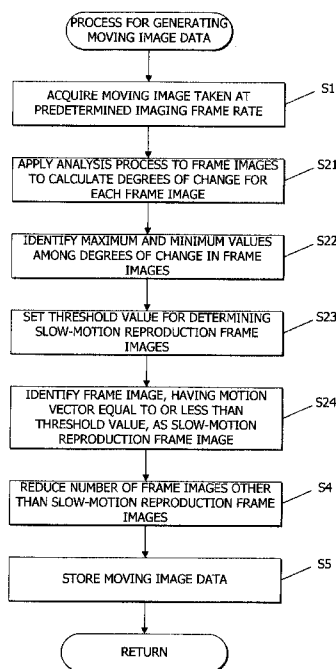 PROCESS FOR GENERATING
MOVING IMAGE DATA
S1
ACQUIRE MOVING IMAGE TAKEN AT
PREDETERMINED IMAGING FRAME RATE
S21
APPLY ANALYSIS PROCESS TO FRAME IMAGES
TO CALCULATE DEGREES OF CHANGE FOR
EACH FRAME IMAGE
S22
IDENTIFY MAXIMUM AND MINIMUM VALUES
AMONG DEGREES OF CHANGE IN FRAME
IMAGES
S23
SET THRESHOLD VALUE FOR DETERMINING
SLOW-MOTION REPRODUCTION FRAME
IMAGES
S24
IDENTIFY FRAME IMAGE, HAVING MOTION
VECTOR EQUAL TO OR LESS THAN
THRESHOLD VALUE, AS SLOW-MOTION
REPRODUCTION FRAME IMAGE
S4
REDUCE NUMBER OF FRAME IMAGES OTHER
THAN SLOW-MOTION REPRODUCTION FRAME
IMAGES
S5
STORE MOVING IMAGE DATA
RETURN